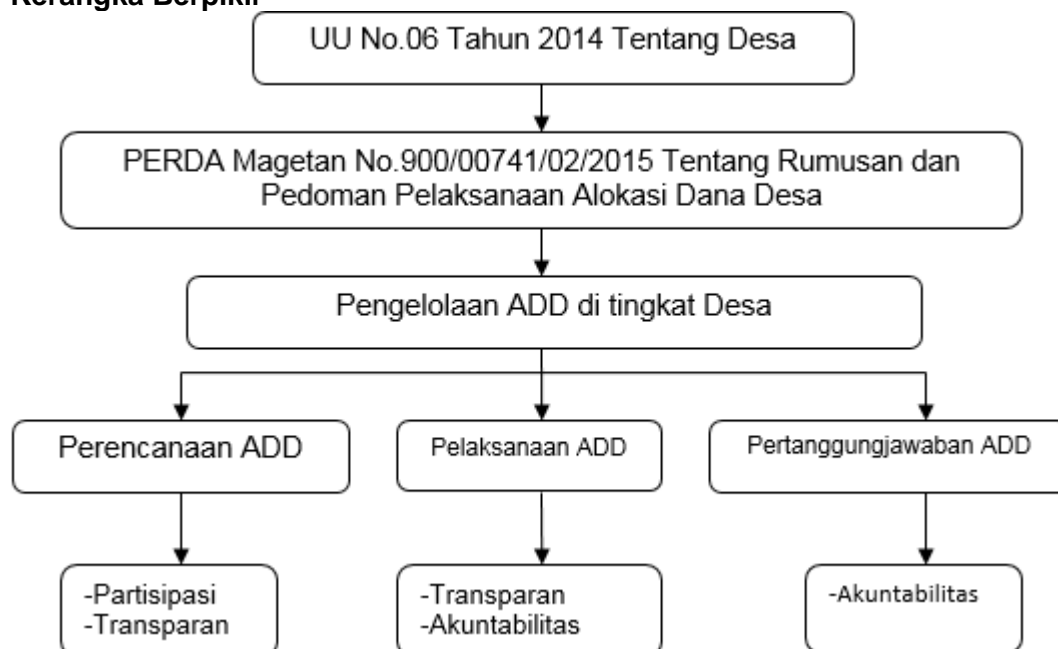 Kerangka Berpikir
UU No.06 Tahun 2014 Tentang Desa
PERDA Magetan No.900/00741/02/2015 Tentang Rumusan dan
Pedoman Pelaksanaan Alokasi Dana Desa
Pengelolaan ADD di tingkat Desa
Perencanaan ADD
Pelaksanaan ADD
Pertanggungjawaban ADD
-Partisipasi
-Transparan
-Transparan
-Akuntabilitas
-Akuntabilitas